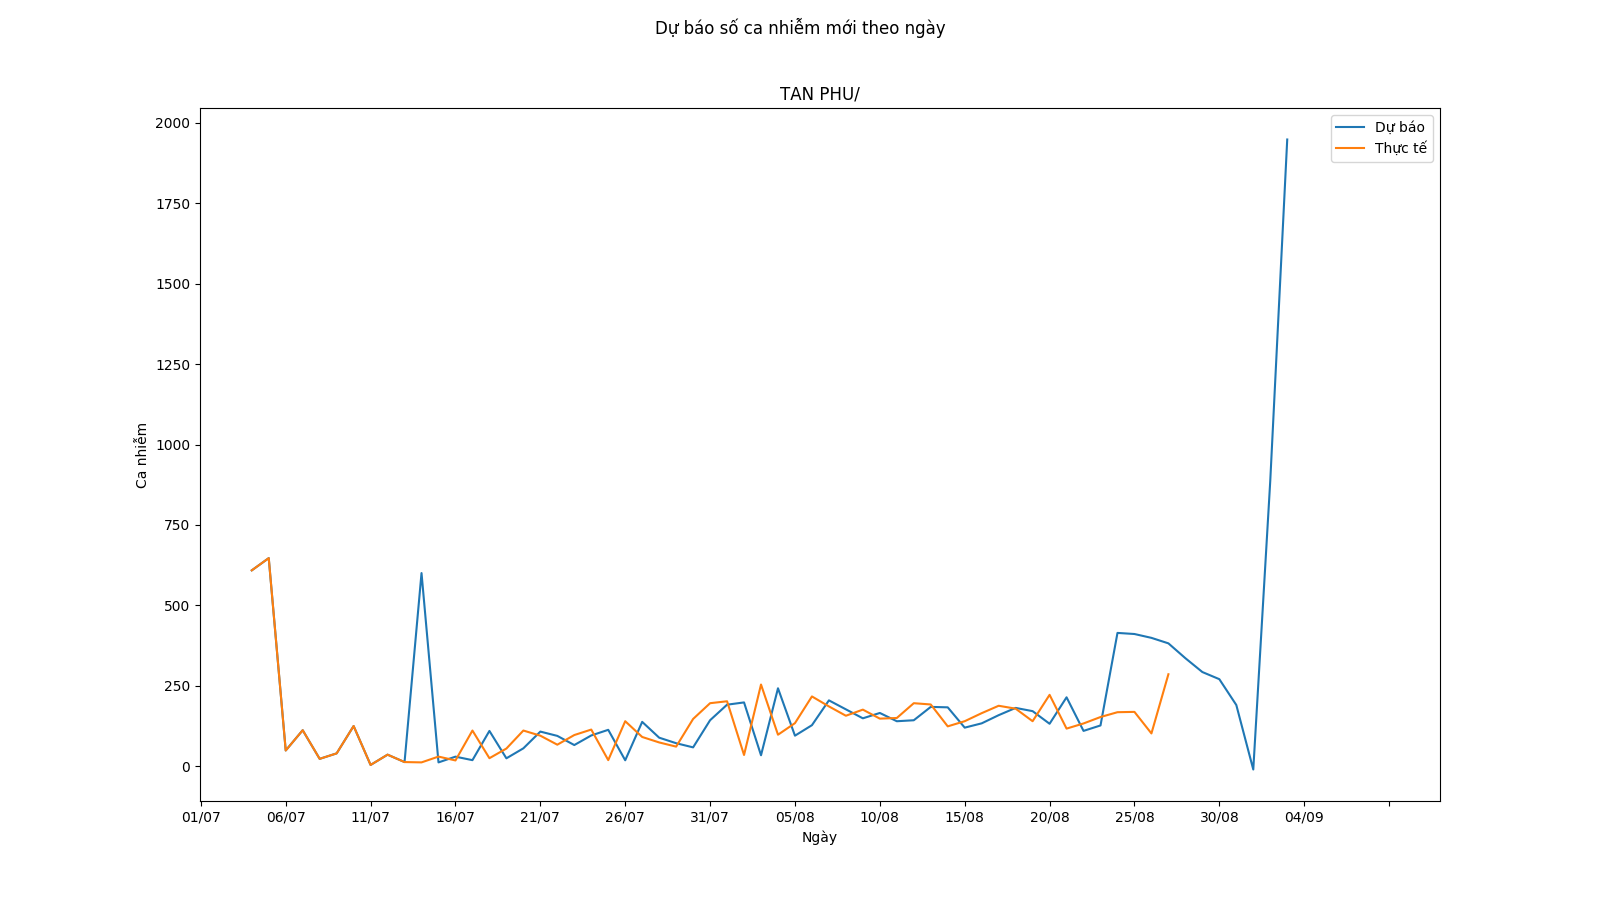 Dự báo số ca nhiễm mới theo ngày
TAN PHU/
Dự báo
Thực tế
Ca nhiễm
2000
1750
1500
1250
1000
750
500
250
0
01/07 06/07 11/07 16/07 21/07 26/07 31/07 05/08 10/08 15/08 20/08 25/08 30/08 04/09
Ngày